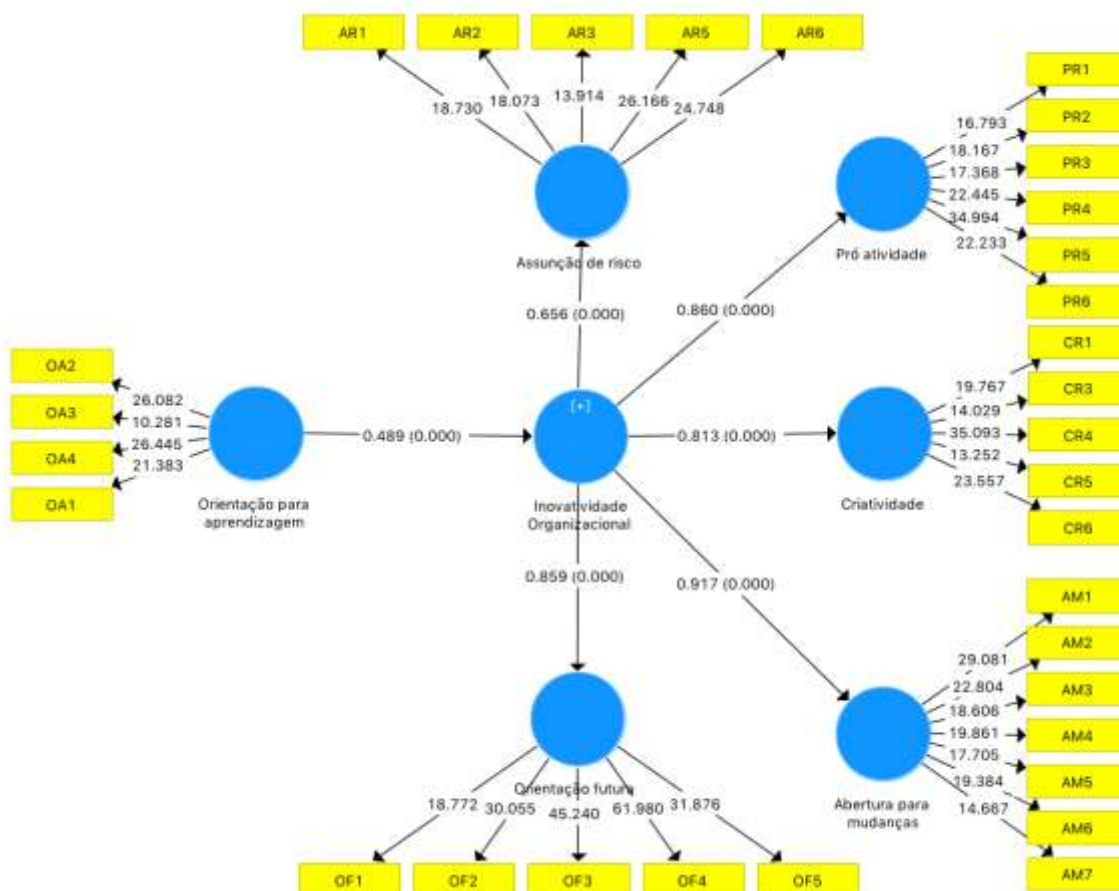 AR1 AR2 AR3 AR5 AR6
18.730 18.073 13.914 26.166 24.748
Assunção de risco
0.656 (0.000)
PR1
PR2
PR3
PR4
PR5
PR6
16.793
18.167
17.368
22.445
34.994
22.233
Pró atividade
0.860 (0.000)
OA2
OA3
OA4
OA1
26.082
10.281
26.445
21.383
Orientação para
aprendizagem
0.489 (0.000)
[+]
Inovatividade
Organizacional
0.813 (0.000)
Criatividade
19.767
14.029
35.093
13.252
23.557
CR1
CR3
CR4
CR5
CR6
0.859 (0.000)
0.917 (0.000)
Orientação futura
18.772 30.055 45.240 61.980 31.876
OF1 OF2 OF3 OF4 OF5
Abertura para
mudanças
29.081
22.804
18.606
19.861
17.705
19.384
14.667
AM1
AM2
AM3
AM4
AM5
AM6
AM7